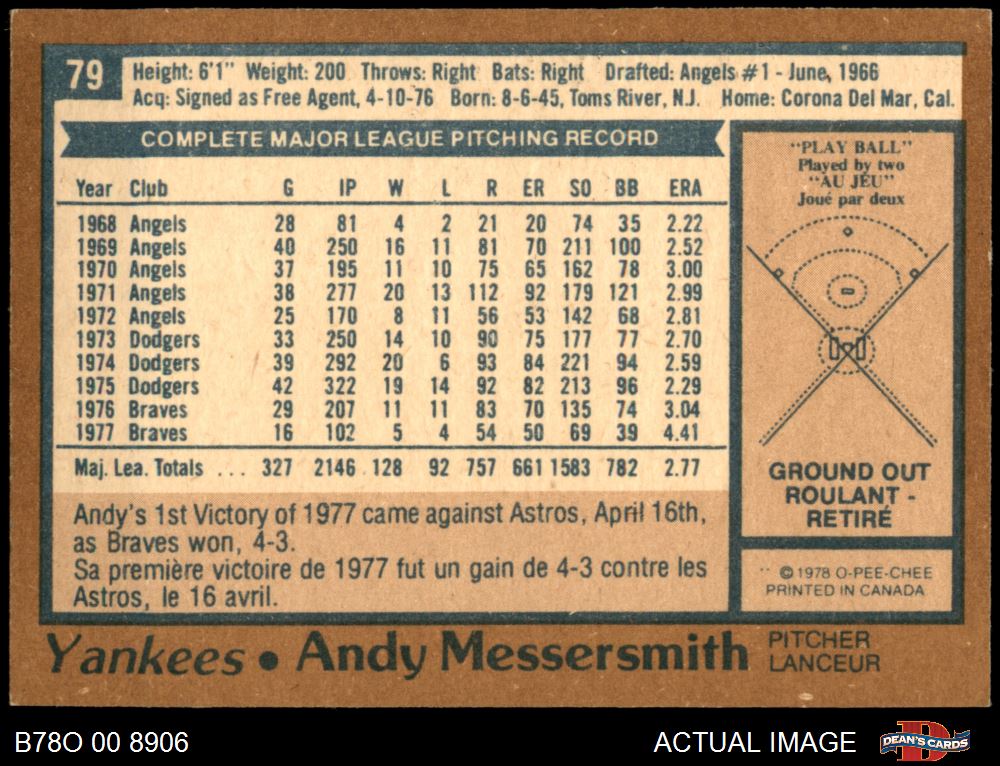 79
Height: 6'1" Weight: 200 Throws: Right Bats: Right Drafted: Angels #1 - June, 1966
Acq: Signed as Free Agent, 4-10-76 Born: 8-6-45, Toms River, N.J. Home: Corona Del Mar, Cal.
COMPLETE MAJOR LEAGUE PITCHING RECORD
Year Club G IP W L R ER SO BB ERA
1968 Angels 28 81 4 2 21 20 74 35 2.22
1969 Angels 40 250 16 11 81 70 211 100 2.52
1970 Angels 37 195 11 10 75 65 162 78 3.00
1971 Angels 38 277 20 13 112 92 179 121 2.99
1972 Angels 25 170 8 11 56 53 142 68 2.81
1973 Dodgers 33 250 14 10 90 75 177 77 2.70
1974 Dodgers 39 292 20 6 93 84 221 94 2.59
1975 Dodgers 42 322 19 14 92 82 213 96 2.29
1976 Braves 29 207 11 11 83 70 135 74 3.04
1977 Braves 16 102 5 4 54 50 69 39 4.41
Maj. Lea. Totals ... 327 2146 128 92 757 661 1583 782 2.77
Andy's 1st Victory of 1977 came against Astros, April 16th,
as Braves won, 4-3.
Sa première victoire de 1977 fut un gain de 4-3 contre les
Astros, le 16 avril.
"PLAY BALL"
Played by two
"AU JEU"
Joué par deux
GROUND OUT
ROULANT -
RETIRÉ
** © 1978 O-PEE-CHEE
PRINTED IN CANADA
Yankees • Andy Messersmith
PITCHER
LANCEUR
B78O 00 8906
ACTUAL IMAGE
DEAN'S CARDS